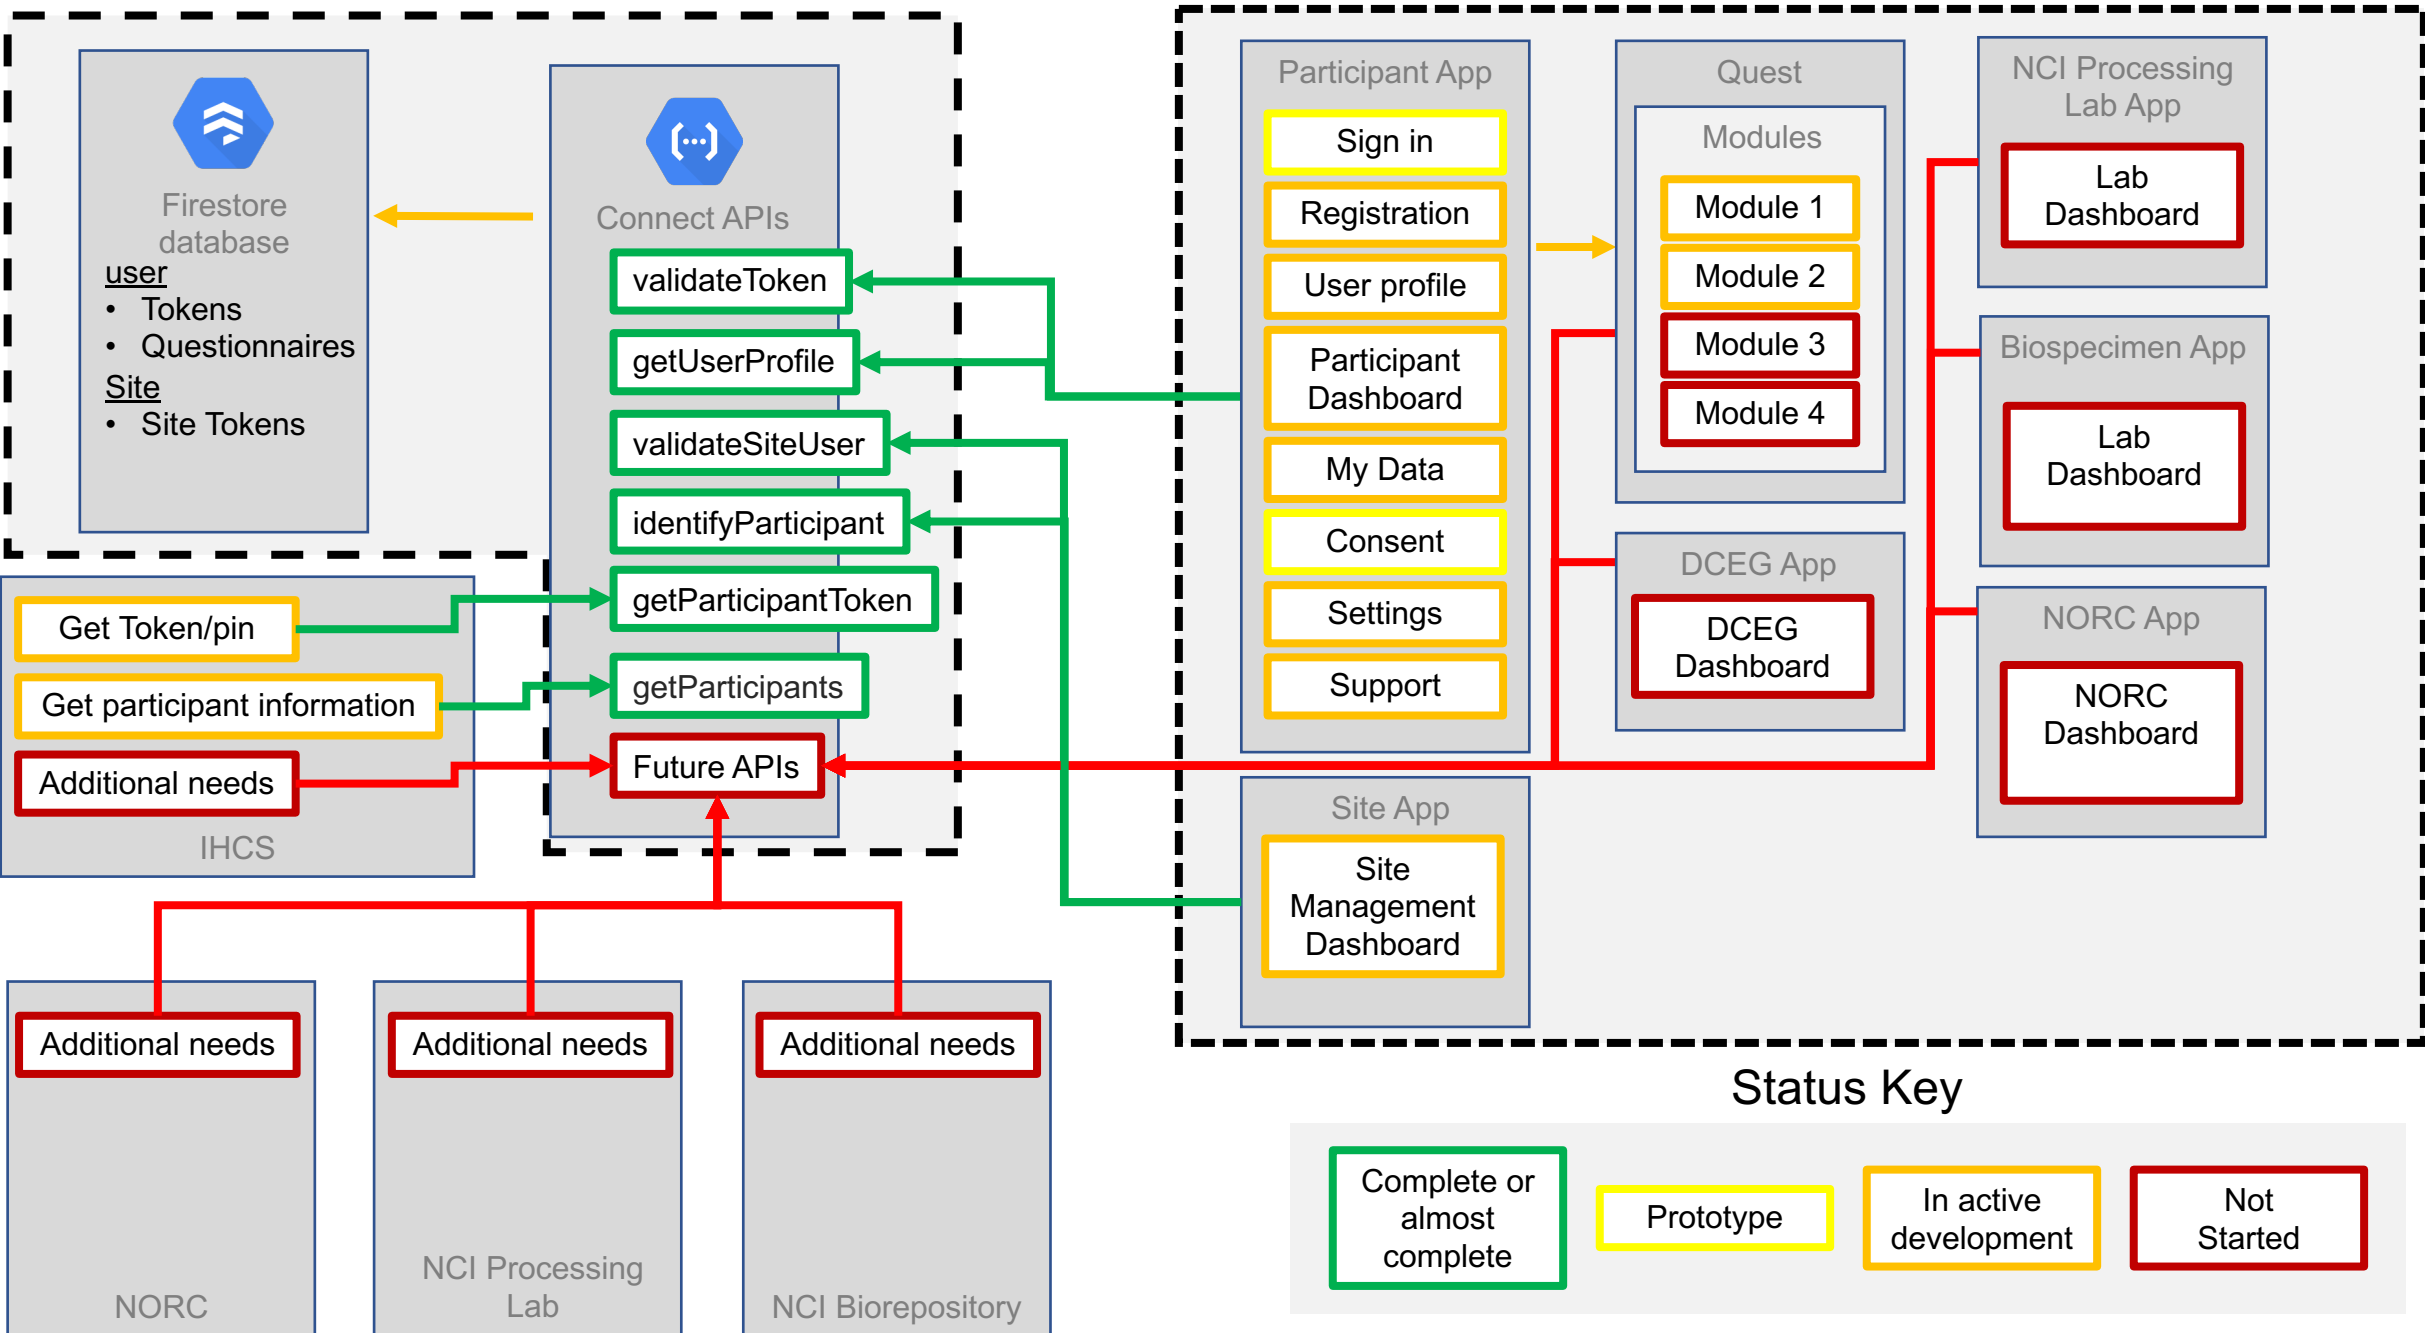 Firestore
database
user
• Tokens
• Questionnaires
Site
• Site Tokens
Connect APIs
validateToken
getUserProfile
validateSiteUser
identifyParticipant
getParticipantToken
getParticipants
Future APIs
Get Token/pin
Get participant information
Additional needs
IHCS
Additional needs
NORC
Additional needs
NCI Processing
Lab
Additional needs
NCI Biorepository
Participant App
Sign in
Registration
User profile
Participant
Dashboard
My Data
Consent
Settings
Support
Site App
Site
Management
Dashboard
Quest
Modules
Module 1
Module 2
Module 3
Module 4
DCEG App
DCEG
Dashboard
NCI Processing
Lab App
Lab
Dashboard
Biospecimen App
Lab
Dashboard
NORC App
NORC
Dashboard
Status Key
Complete or
almost
complete
Prototype
In active
development
Not
Started